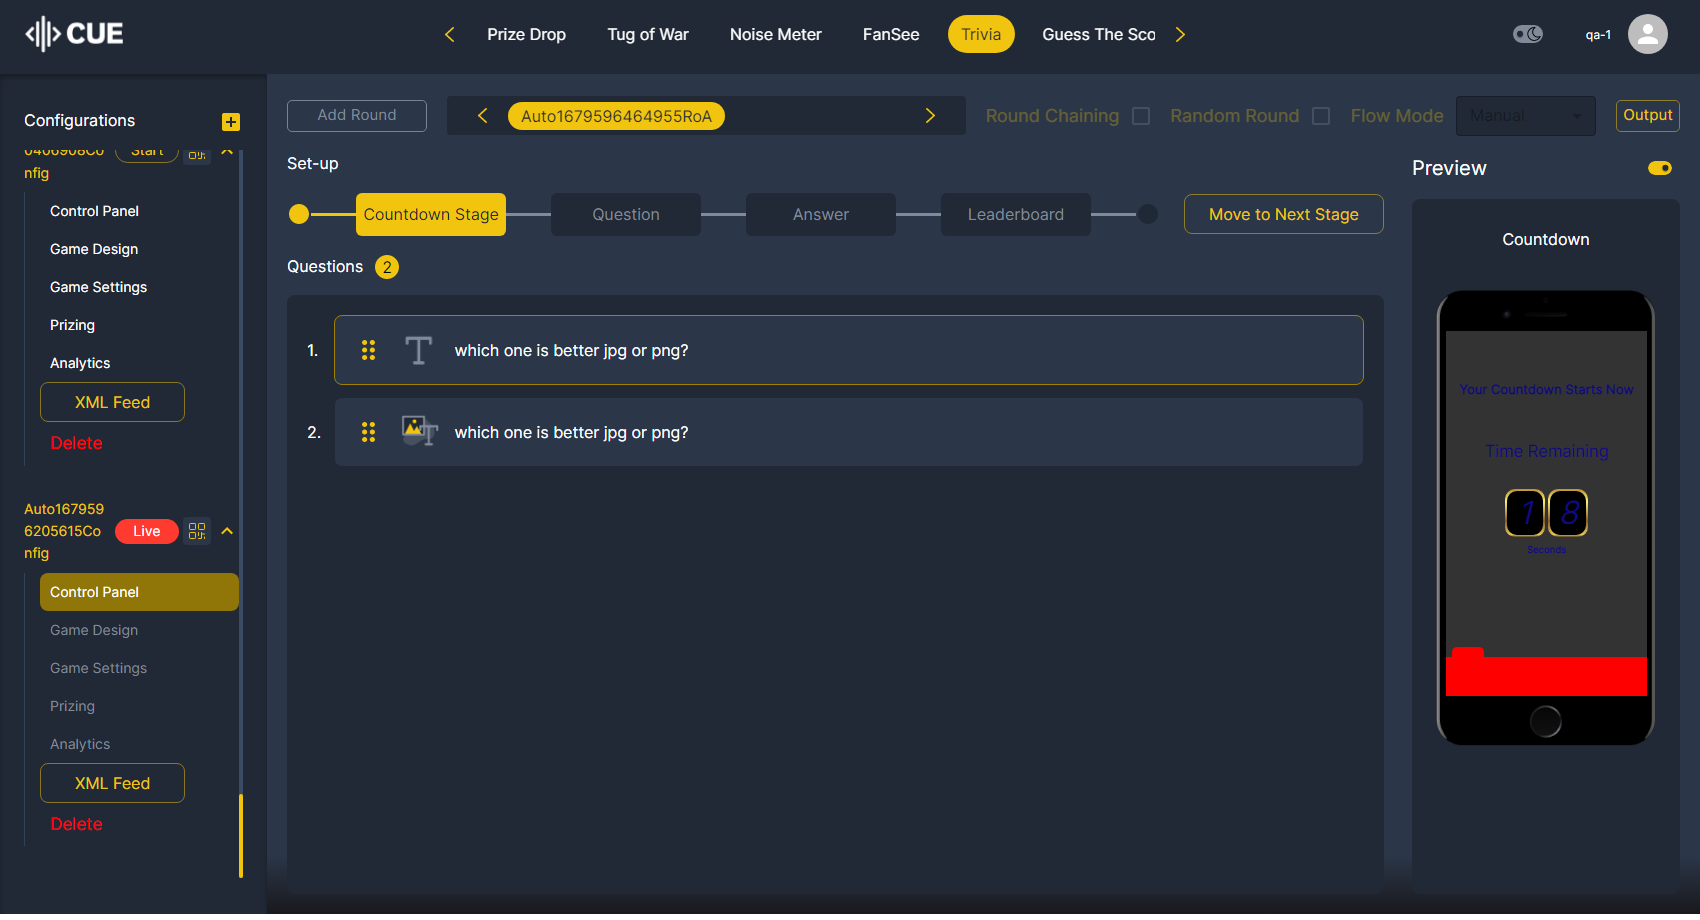 CUE
Prize Drop
Tug of War
Noise Meter
FanSee
Trivia
Guess The Sco
qa-1
Configurations
Add Round
Auto1679596464955RoA
Round Chaining
Random Round
Flow Mode
Manual
Output
0406908Co
nfig
Start
Control Panel
Game Design
Game Settings
Prizing
Analytics
XML Feed
Delete
Auto167959
6205615Co
nfig
Live
Control Panel
Game Design
Game Settings
Prizing
Analytics
XML Feed
Delete
Set-up
Countdown Stage
Question
Answer
Leaderboard
Move to Next Stage
Questions 2
1. which one is better jpg or png?
2. which one is better jpg or png?
Preview
Countdown
Your Countdown Starts Now
Time Remaining
1 8
Seconds